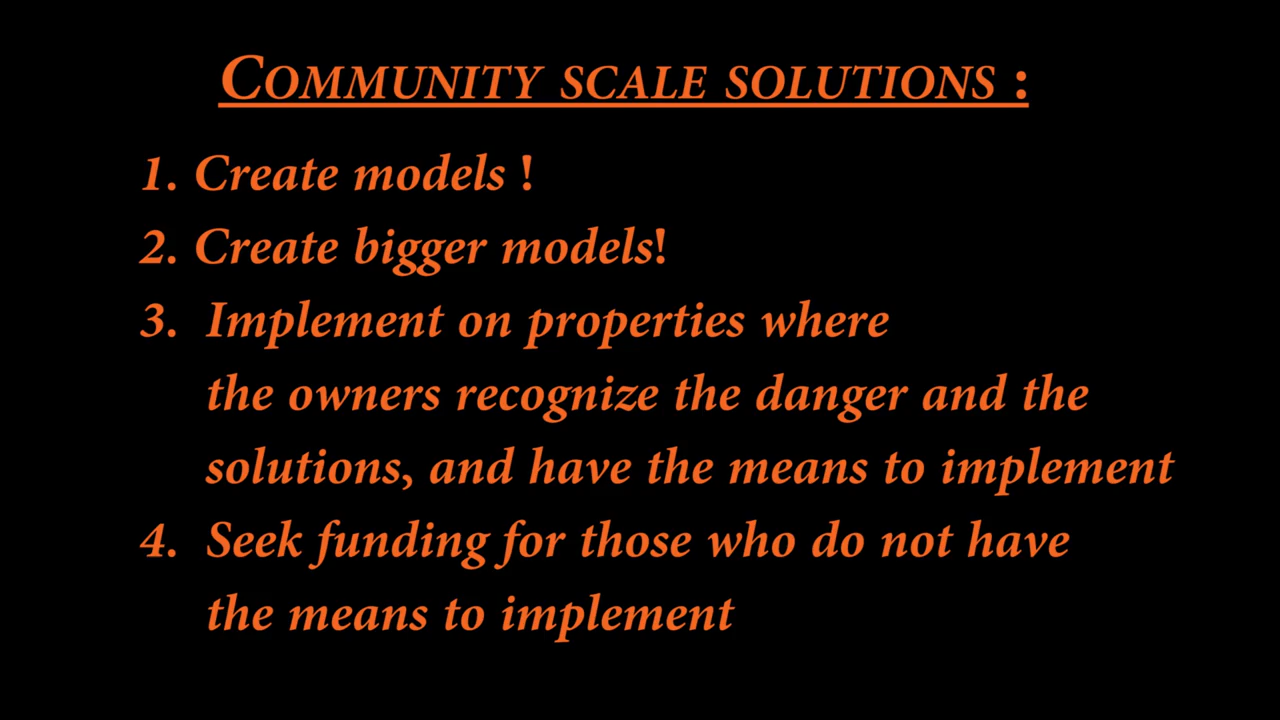 COMMUNITY SCALE SOLUTIONS :
1. Create models !
2. Create bigger models!
3. Implement on properties where
the owners recognize the danger and the
solutions, and have the means to implement
4. Seek funding for those who do not have
the means to implement